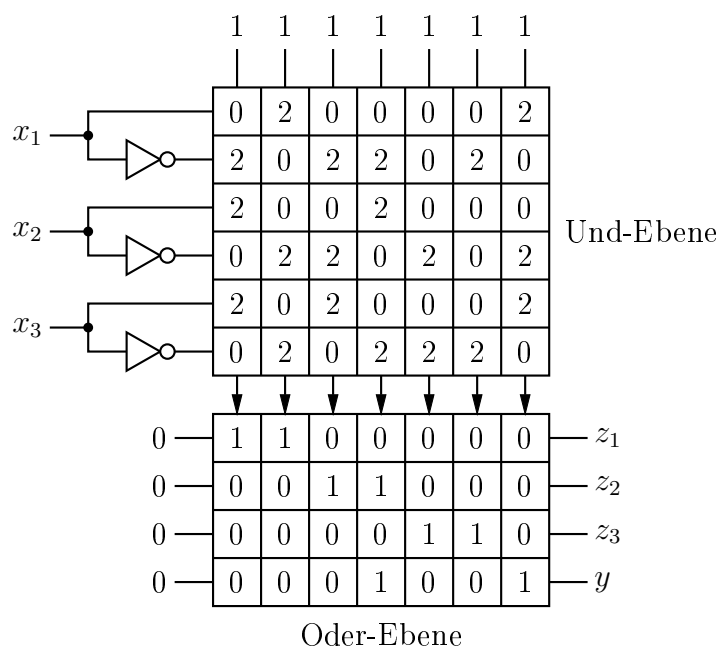 1 1 1 1 1 1 1
x₁ 0 2 0 0 0 0 2
2 0 2 2 0 2 0
x₂ 2 0 0 2 0 0 0
Und-Ebene
0 2 2 0 2 0 2
x₃ 2 0 2 0 0 0 2
0 2 0 2 2 2 0
0 1 1 0 0 0 0 0 z₁
0 0 0 1 1 0 0 0 z₂
0 0 0 0 0 1 1 0 z₃
0 0 0 0 1 0 0 1 y
Oder-Ebene